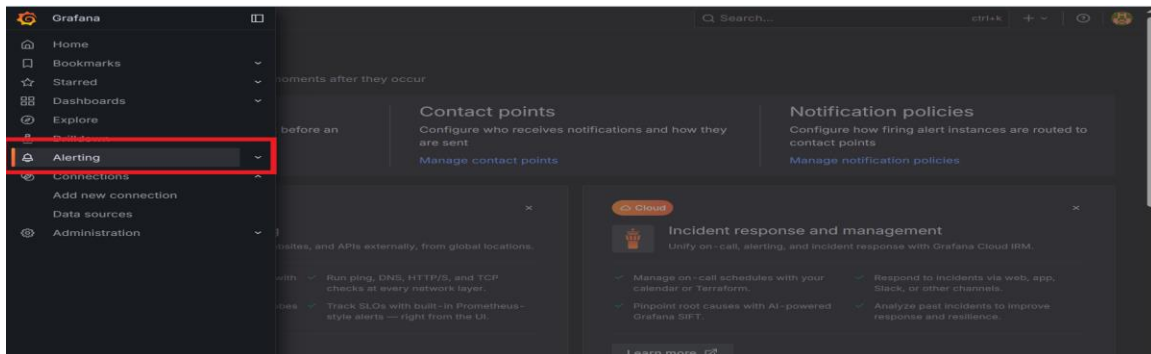 Grafana
Search...
ctrl+k
Home
Bookmarks
Starred
Dashboards
Explore
Drilldown
Alerting
Connections
Add new connection
Data sources
Administration
moments after they occur
before an
Contact points
Configure who receives notifications and how they
are sent
Manage contact points
Notification policies
Configure how firing alert instances are routed to
contact points
Manage notification policies
bsites, and APIs externally, from global locations.
with
Run ping, DNS, HTTP/S, and TCP
checks at every network layer.
obes
Track SLOs with built-in Prometheus-
style alerts — right from the UI.
Cloud
Incident response and management
Unify on-call, alerting, and incident response with Grafana Cloud IRM.
Manage on-call schedules with your
calendar or Terraform.
Respond to incidents via web, app,
Slack, or other channels.
Pinpoint root causes with AI-powered
Grafana SIFT.
Analyze past incidents to improve
response and resilience.
Learn more